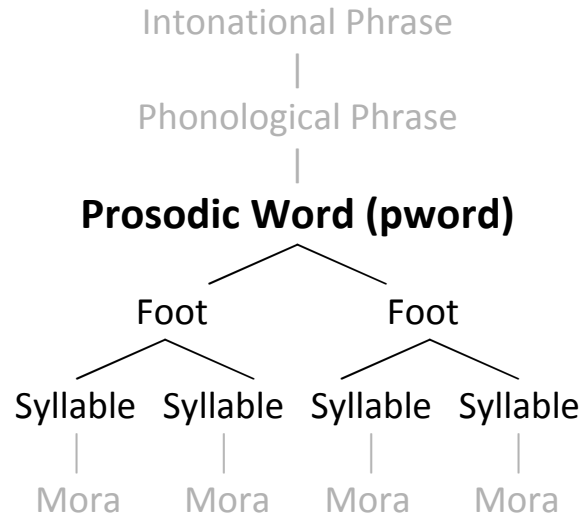 Intonational Phrase
Phonological Phrase
Prosodic Word (pword)
Foot Foot
Syllable Syllable Syllable Syllable
Mora Mora Mora Mora